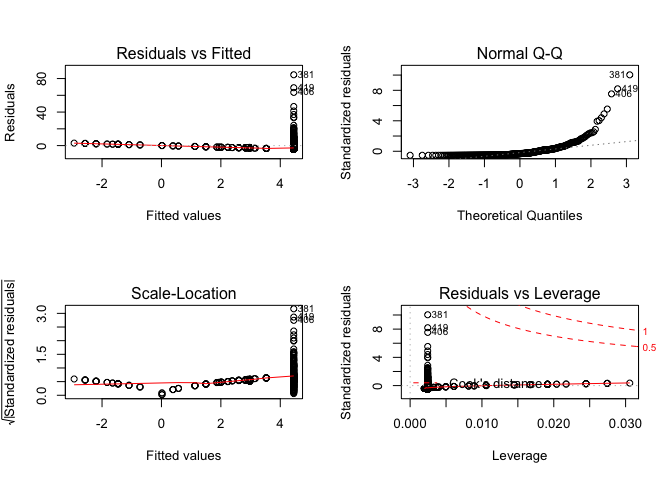 Residuals vs Fitted
Residuals
0 40 80
381
419
406
-2 0 2 4
Fitted values
Normal Q-Q
Standardized residuals
0 4 8
381
419
406
-3 -2 -1 0 1 2 3
Theoretical Quantiles
Scale-Location
√|Standardized residuals|
0.0 1.5 3.0
381
419
406
-2 0 2 4
Fitted values
Residuals vs Leverage
Standardized residuals
0 4 8
381
419
406
1
0.5
Cook's distance
0.000 0.010 0.020 0.030
Leverage